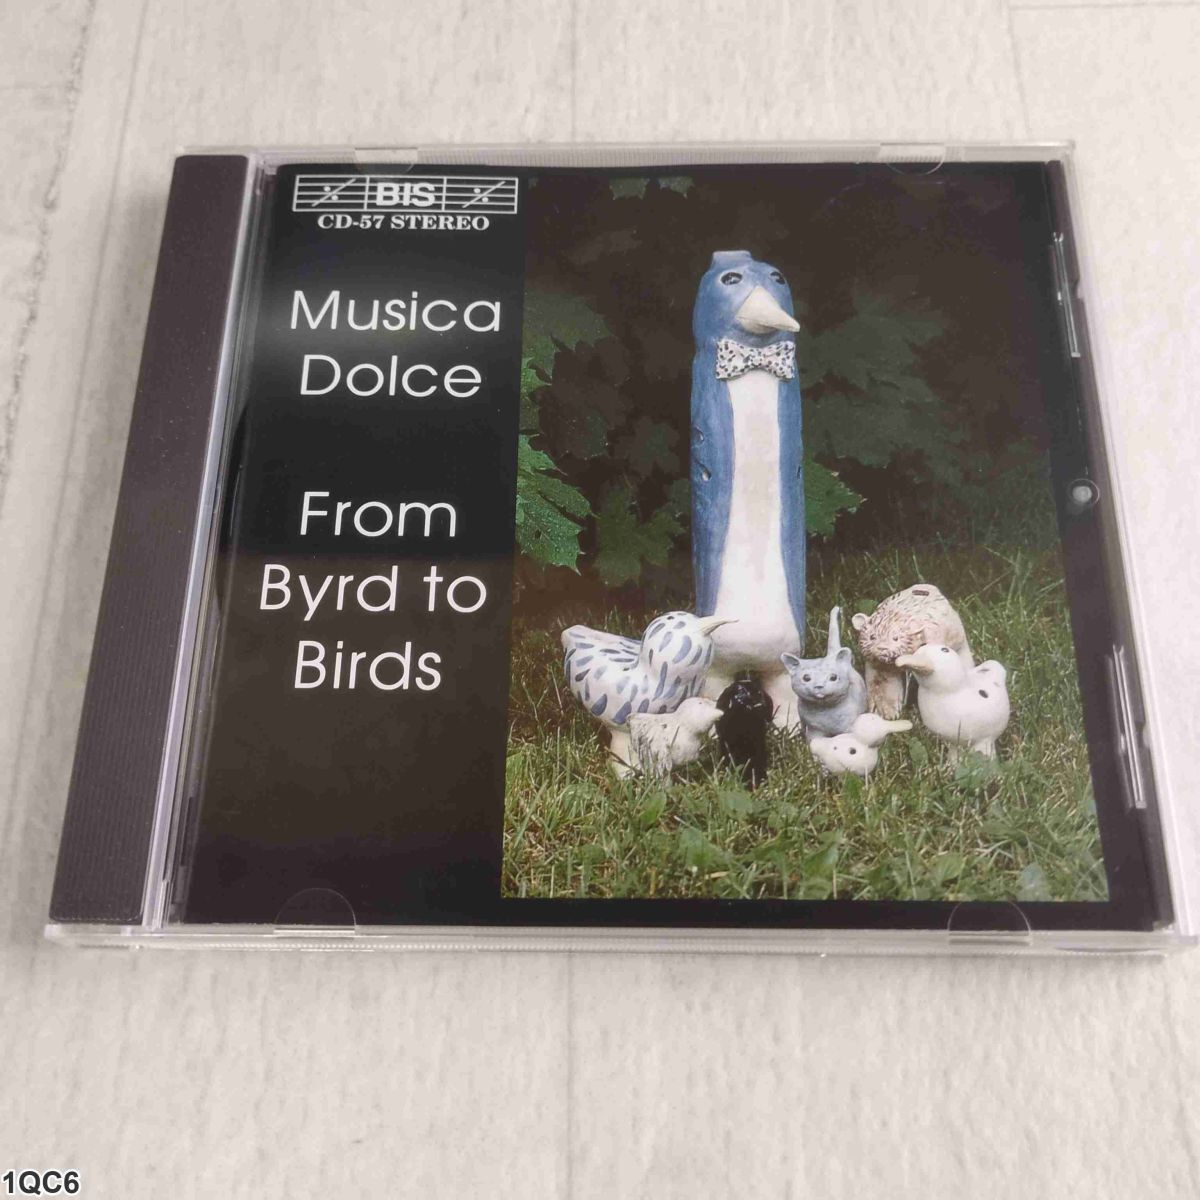 BIS
CD-57 STEREO
Musica
Dolce
From
Byrd to
Birds
1QC6